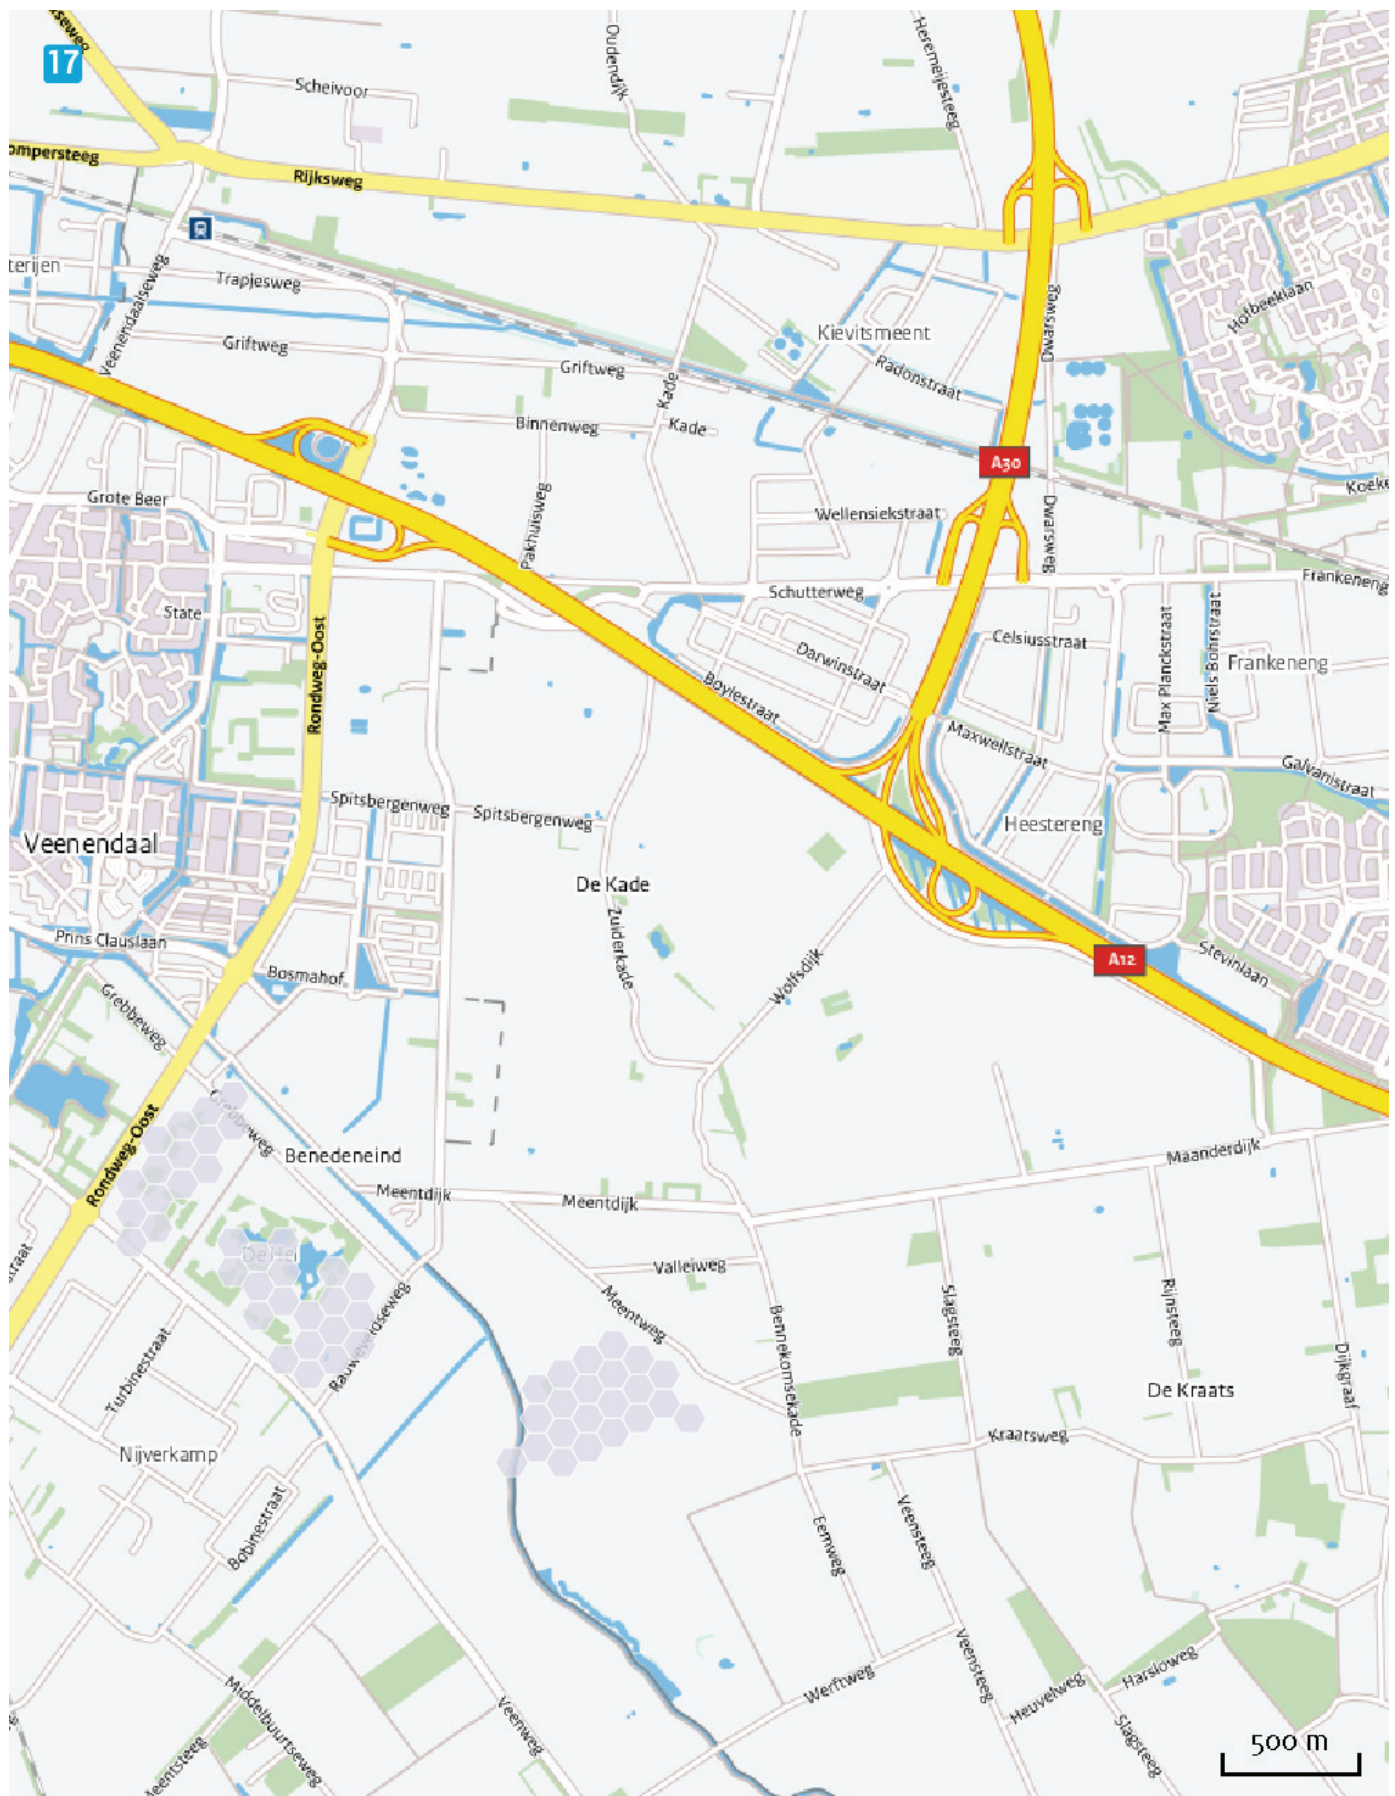 17
Scheivoor
Oudendijk
Heremeijesteeg
Rijksweg
Trapjesweg
Veenendaalseweg
Griftweg
Griftweg
Kievitsmeent
Radonstraat
Dwarsweg
Hofbeeklaan
Kade
Kade
Binnenweg
A30
Grote Beer
Pakhuisweg
Wellensiekstraat
Dwarsweg
Schutterweg
Frankeneng
State
Rondweg-Oost
Celsiusstraat
Max Planckstraat
Niels Bohrstraat
Frankeneng
Darwinstraat
Boylestraat
Maxwellstraat
Galvanistraat
Spitsbergenweg
Spitsbergenweg
Heestereng
Veenendaal
De Kade
Zuiderkade
Prins Clauslaan
Bosmahof
Wolfsdijk
A12
Stevinlaan
Grebbeweg
Grebbeweg
Rondweg-Oost
Benedeneind
Maanderdijk
Meentdijk
Meentdijk
Valleiweg
Meentweg
Bennekomsekade
Slagsteeg
Rijnsteeg
Dijkgraaf
Turbinestraat
De Kraats
Kraatsweg
Nijverkamp
Bobinestraat
Eemweg
Veensteeg
Veensteeg
Werftweg
Heuvelweg
Harsloweg
Slagsteeg
Middelbuurtseweg
Veenweg
500 m